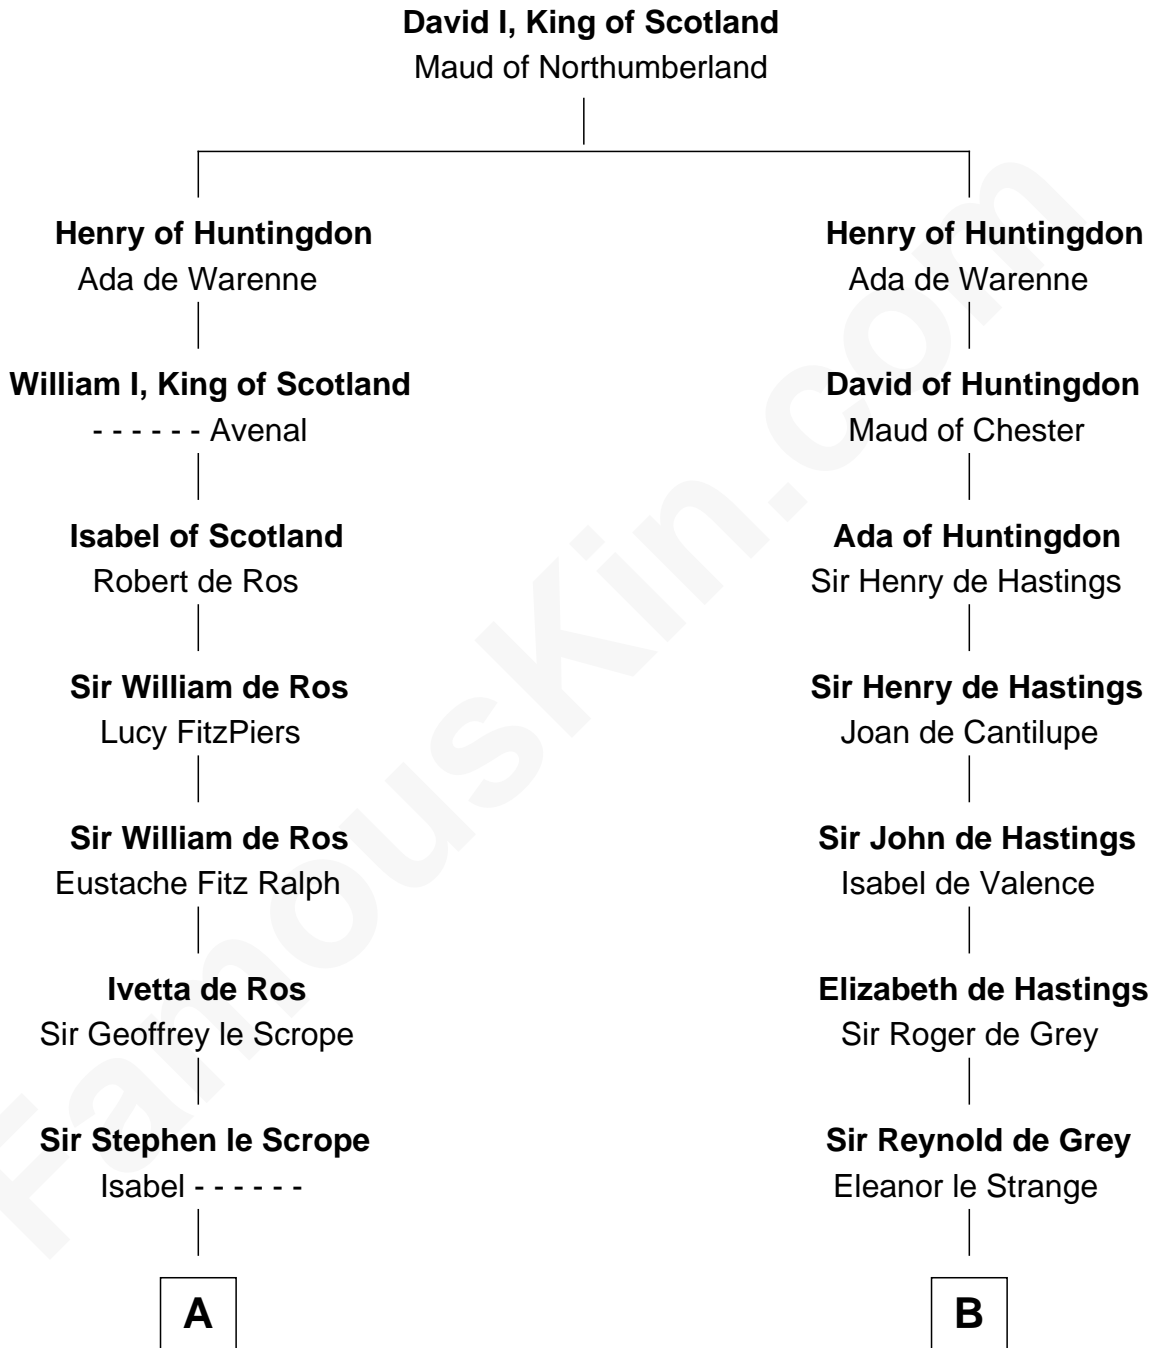 David I, King of Scotland
Maud of Northumberland
Henry of Huntingdon
Ada de Warenne
Henry of Huntingdon
Ada de Warenne
William I, King of Scotland
- - - - - - Avenal
David of Huntingdon
Maud of Chester
Isabel of Scotland
Robert de Ros
Ada of Huntingdon
Sir Henry de Hastings
Sir William de Ros
Lucy FitzPiers
Sir Henry de Hastings
Joan de Cantilupe
Sir William de Ros
Eustache Fitz Ralph
Sir John de Hastings
Isabel de Valence
Ivetta de Ros
Sir Geoffrey le Scrope
Elizabeth de Hastings
Sir Roger de Grey
Sir Stephen le Scrope
Isabel - - - - - -
Sir Reynold de Grey
Eleanor le Strange
A
B
FamousKin.com